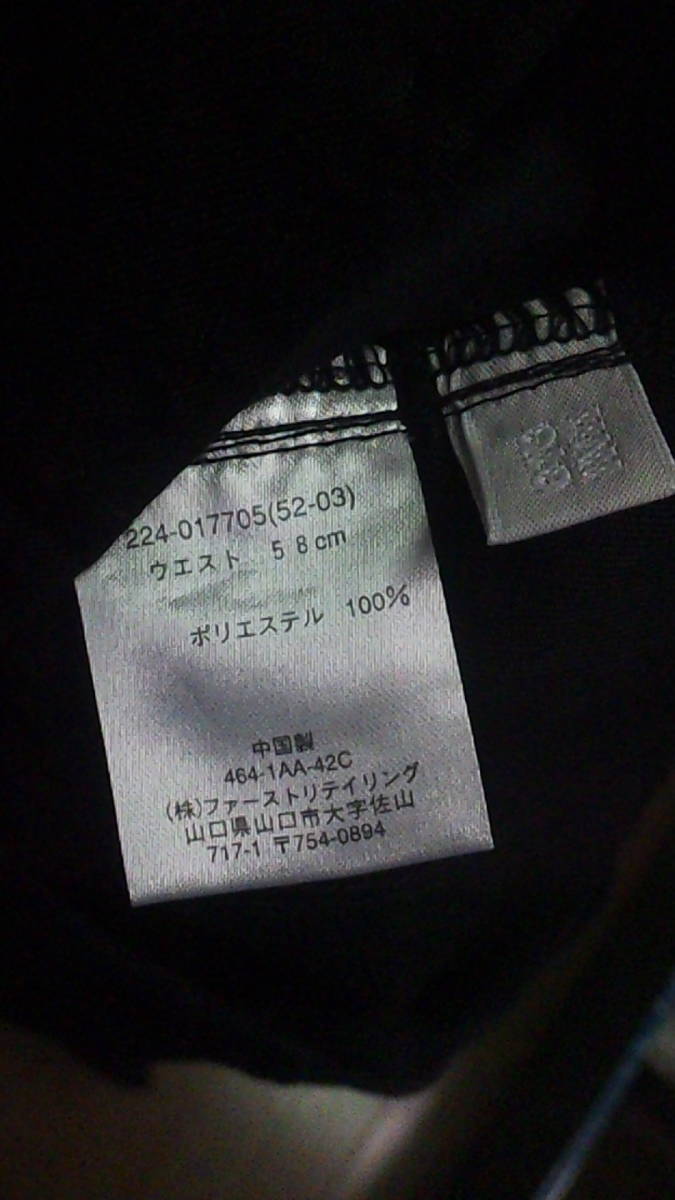 224-017705(52-03)
ウエスト 58cm
ポリエステル 100%
中国製
464-1AA-42C
(株)ファーストリテイリング
山口県山口市大字佐山
717-1 〒754-0894